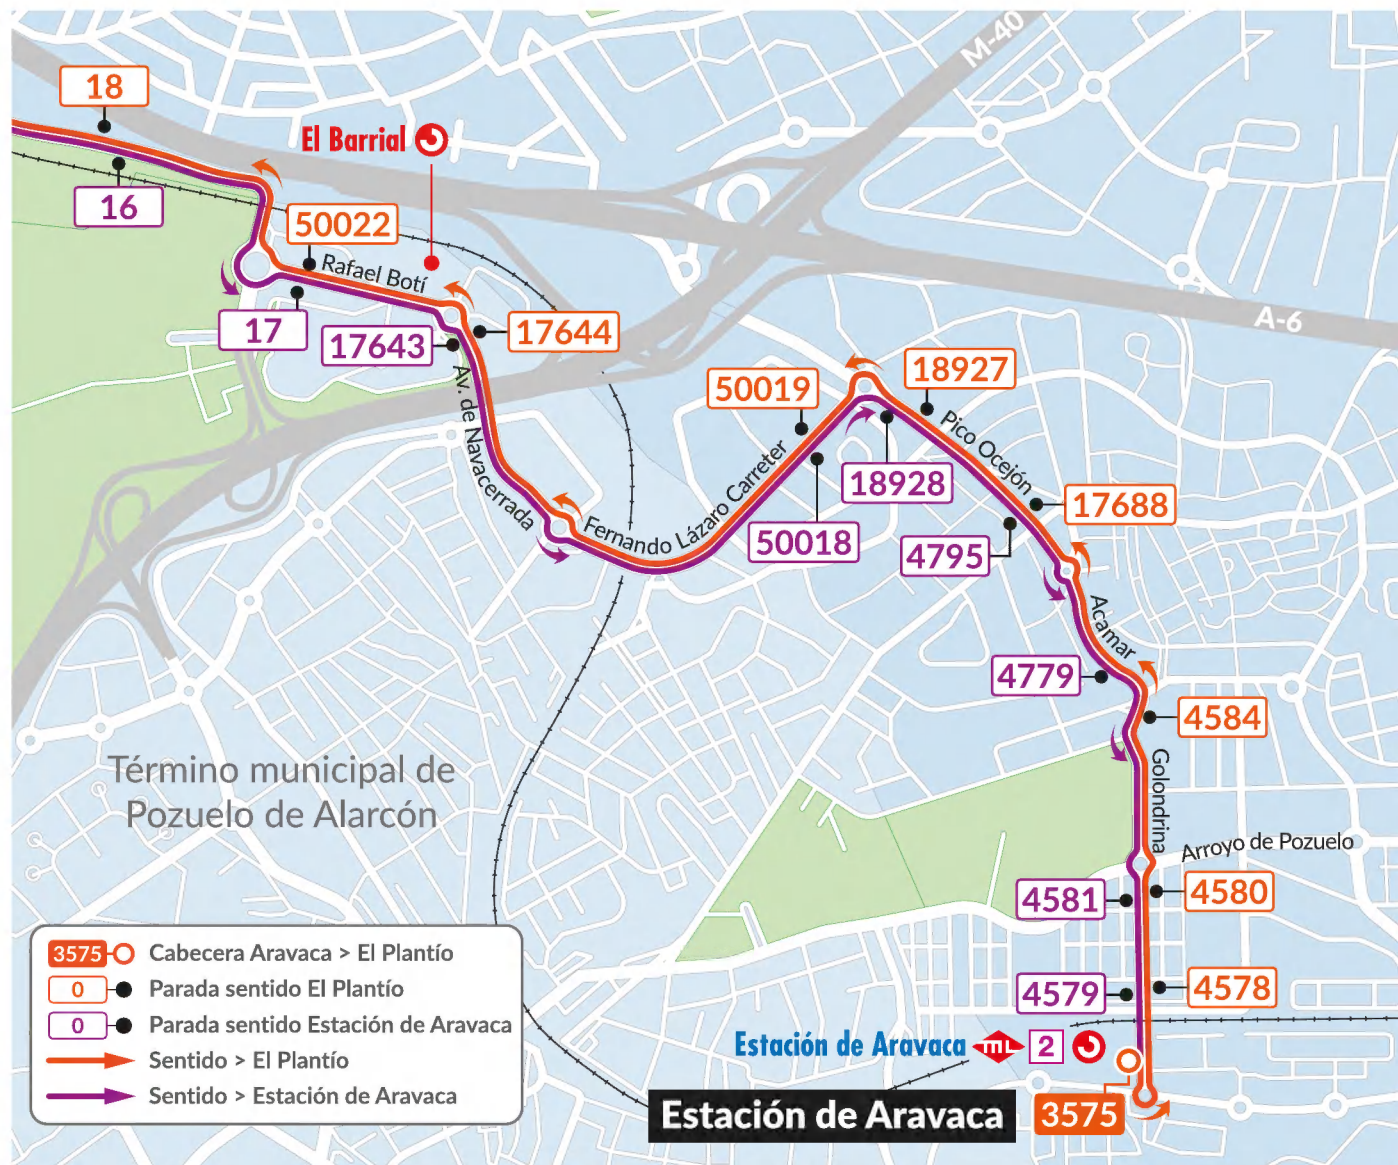 M-40
18
El Barrial
16
50022
Rafael Botí
17
17643
17644
A-6
Av. de Navacerrada
50019
18927
Pico Ocejón
18928
Fernando Lázaro Carreter
50018
17688
4795
Acamar
4779
4584
Término municipal de
Pozuelo de Alarcón
Golondrina
Arroyo de Pozuelo
4581
4580
4579
4578
Estación de Aravaca ML 2
Estación de Aravaca
3575
3575 Cabecera Aravaca > El Plantío
0 Parada sentido El Plantío
0 Parada sentido Estación de Aravaca
Sentido > El Plantío
Sentido > Estación de Aravaca